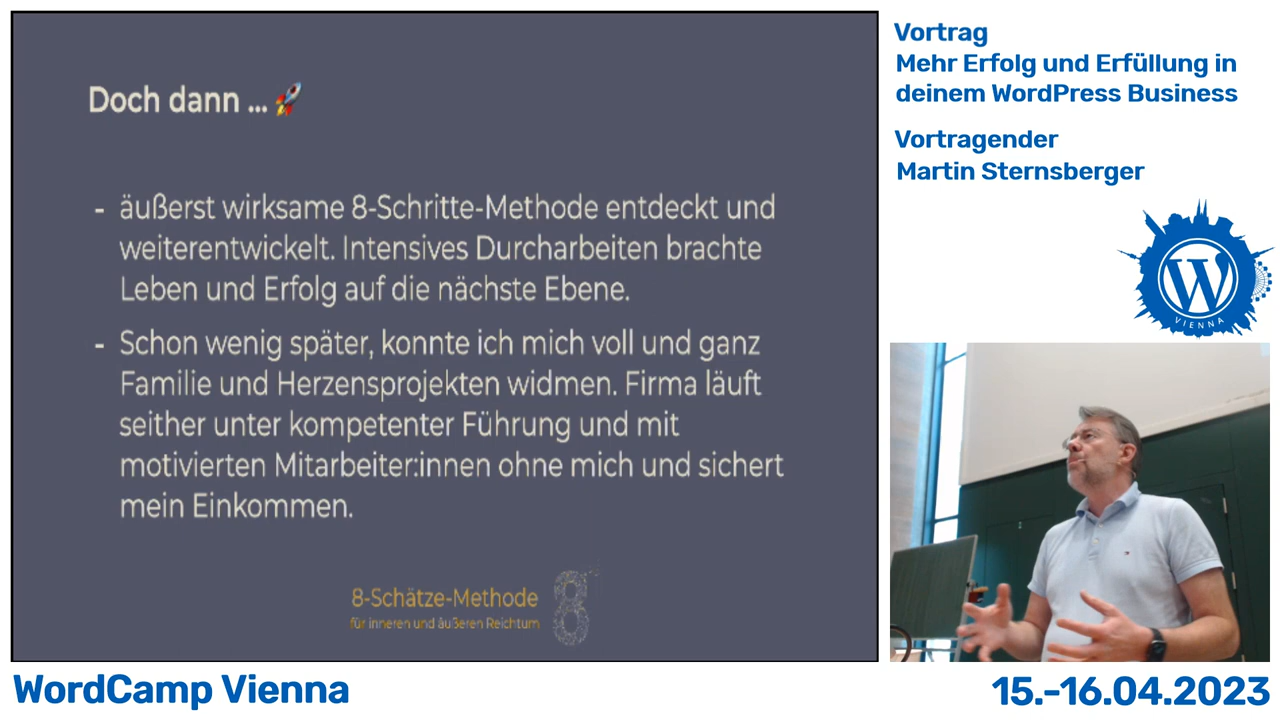 Doch dann ... 🚀
- äußerst wirksame 8-Schritte-Methode entdeckt und
weiterentwickelt. Intensives Durcharbeiten brachte
Leben und Erfolg auf die nächste Ebene.
- Schon wenig später, konnte ich mich voll und ganz
Familie und Herzensprojekten widmen. Firma läuft
seither unter kompetenter Führung und mit
motivierten Mitarbeiter:innen ohne mich und sichert
mein Einkommen.
8-Schätze-Methode
für inneren und äußeren Reichtum
8
Vortrag
Mehr Erfolg und Erfüllung in
deinem WordPress Business
Vortragender
Martin Sternsberger
W
VIENNA
WordCamp Vienna
15.-16.04.2023